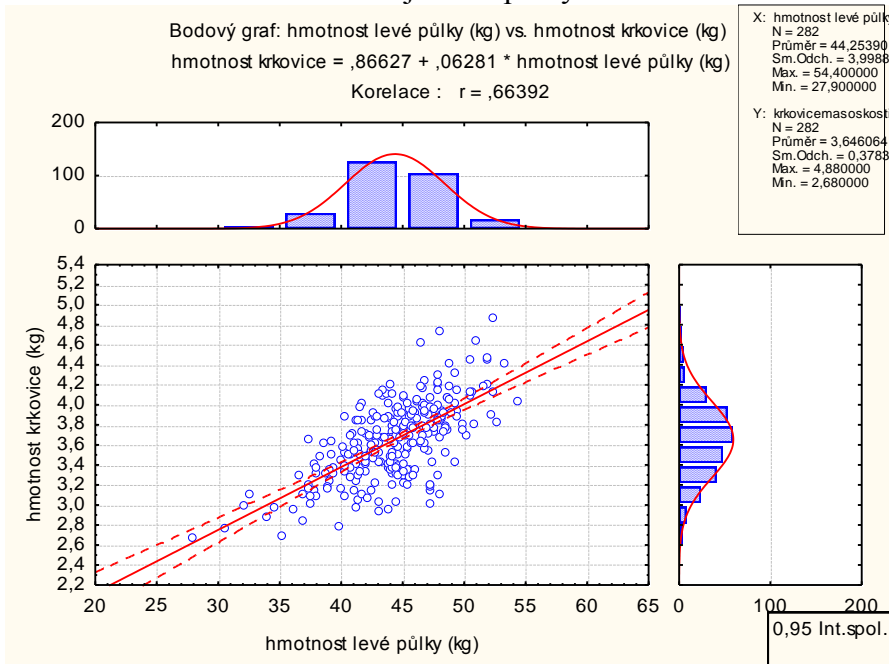 Bodový graf: hmotnost levé půlky (kg) vs. hmotnost krkovice (kg)
hmotnost krkovice = ,86627 + ,06281 * hmotnost levé půlky (kg)
Korelace : r = ,66392
X: hmotnost levé půlky
N = 282
Průměr = 44,25390
Sm.Odch. = 3,9988
Max. = 54,400000
Min. = 27,900000
Y: krkovicemasoskosti
N = 282
Průměr = 3,646064
Sm.Odch. = 0,3783
Max. = 4,880000
Min. = 2,680000
200
100
0
5,4
5,2
5,0
4,8
4,6
4,4
4,2
4,0
3,8
3,6
3,4
3,2
3,0
2,8
2,6
2,4
2,2
hmotnost krkovice (kg)
20 25 30 35 40 45 50 55 60 65
hmotnost levé půlky (kg)
0 100 200
0,95 Int.spol.